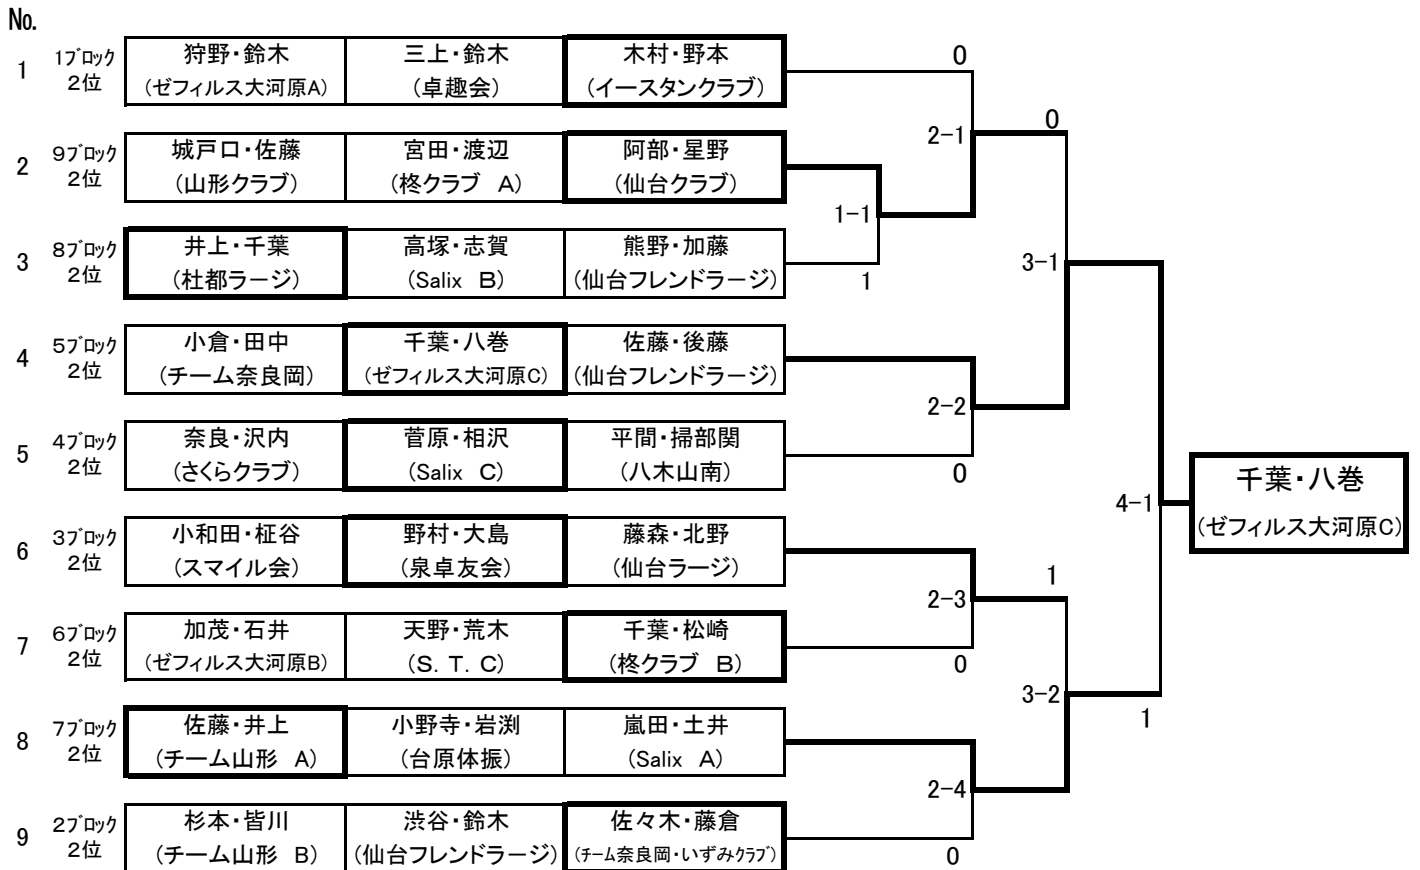 No.
1 1ブロック 2位 狩野・鈴木 (ゼフィルス大河原A) 三上・鈴木 (卓趣会) 木村・野本 (イースタンクラブ) 0
0
2-1
2 9ブロック 2位 城戸口・佐藤 (山形クラブ) 宮田・渡辺 (柊クラブ A) 阿部・星野 (仙台クラブ)
1-1
3 8ブロック 2位 井上・千葉 (杜都ラージ) 高塚・志賀 (Salix B) 熊野・加藤 (仙台フレンドラージ) 1
3-1
4 5ブロック 2位 小倉・田中 (チーム奈良岡) 千葉・八巻 (ゼフィルス大河原C) 佐藤・後藤 (仙台フレンドラージ)
2-2
5 4ブロック 2位 奈良・沢内 (さくらクラブ) 菅原・相沢 (Salix C) 平間・掃部関 (八木山南) 0
4-1
千葉・八巻
(ゼフィルス大河原C)
6 3ブロック 2位 小和田・柾谷 (スマイル会) 野村・大島 (泉卓友会) 藤森・北野 (仙台ラージ)
1
2-3
7 6ブロック 2位 加茂・石井 (ゼフィルス大河原B) 天野・荒木 (S. T. C) 千葉・松崎 (柊クラブ B) 0
3-2
1
8 7ブロック 2位 佐藤・井上 (チーム山形 A) 小野寺・岩渕 (台原体振) 嵐田・土井 (Salix A)
2-4
9 2ブロック 2位 杉本・皆川 (チーム山形 B) 渋谷・鈴木 (仙台フレンドラージ) 佐々木・藤倉 (チーム奈良岡・いずみクラブ) 0